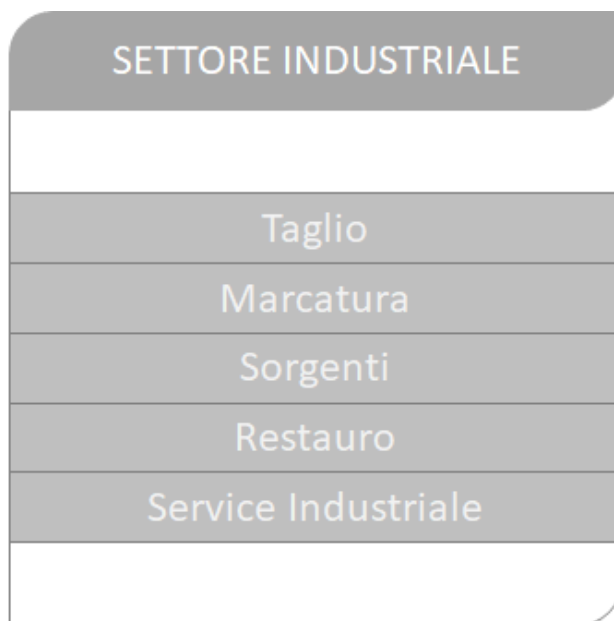 SETTORE INDUSTRIALE
Taglio
Marcatura
Sorgenti
Restauro
Service Industriale